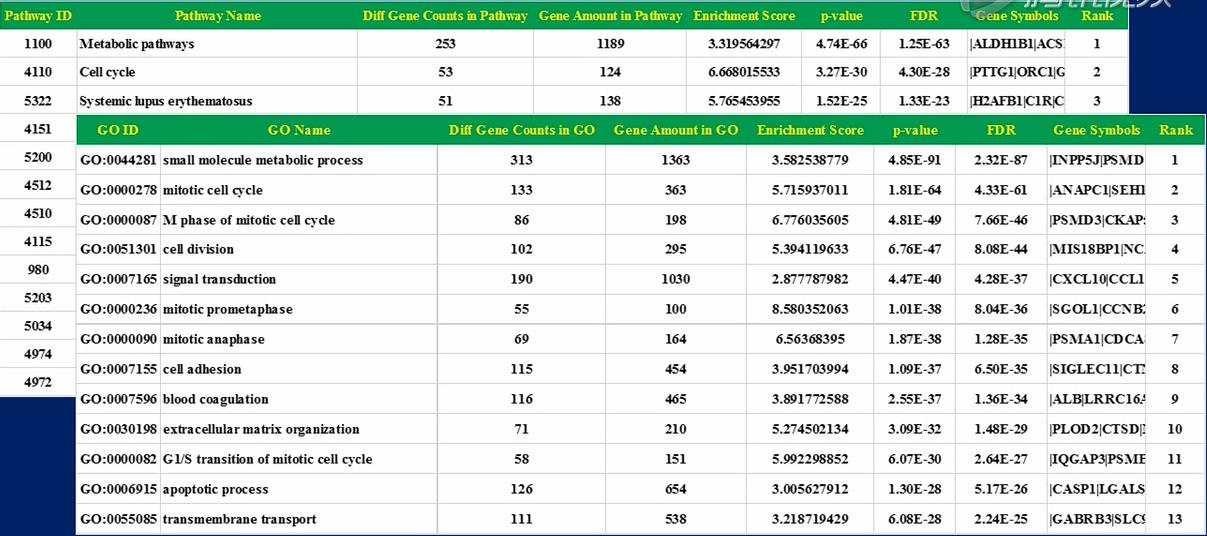 Pathway ID Pathway Name Diff Gene Counts in Pathway Gene Amount in Pathway Enrichment Score p-value FDR Gene Symbols Rank
1100 Metabolic pathways 253 1189 3.319564297 4.74E-66 1.25E-63 |ALDH1B1|ACS 1
4110 Cell cycle 53 124 6.668015533 3.27E-30 4.30E-28 |PTTG1|ORC1|G 2
5322 Systemic lupus erythematosus 51 138 5.765453955 1.52E-25 1.33E-23 |H2AFB1|C1R|C 3
4151
5200
4512
4510
4115
980
5203
5034
4974
4972
GO ID GO Name Diff Gene Counts in GO Gene Amount in GO Enrichment Score p-value FDR Gene Symbols Rank
GO:0044281 small molecule metabolic process 313 1363 3.582538779 4.85E-91 2.32E-87 |INPP5J|PSMD 1
GO:0000278 mitotic cell cycle 133 363 5.715937011 1.81E-64 4.33E-61 |ANAPC1|SEH1 2
GO:0000087 M phase of mitotic cell cycle 86 198 6.776035605 4.81E-49 7.66E-46 |PSMD3|CKAP 3
GO:0051301 cell division 102 295 5.394119633 6.76E-47 8.08E-44 |MIS18BP1|NC 4
GO:0007165 signal transduction 190 1030 2.877787982 4.47E-40 4.28E-37 |CXCL10|CCL1 5
GO:0000236 mitotic prometaphase 55 100 8.580352063 1.01E-38 8.04E-36 |SGOL1|CCNB 6
GO:0000090 mitotic anaphase 69 164 6.56368395 1.87E-38 1.28E-35 |PSMA1|CDCA 7
GO:0007155 cell adhesion 115 454 3.951703994 1.09E-37 6.50E-35 |SIGLEC11|CT 8
GO:0007596 blood coagulation 116 465 3.891772588 2.55E-37 1.36E-34 |ALB|LRRC16 9
GO:0030198 extracellular matrix organization 71 210 5.274502134 3.09E-32 1.48E-29 |PLOD2|CTSD| 10
GO:0000082 G1/S transition of mitotic cell cycle 58 151 5.992298852 6.07E-30 2.64E-27 |IQGAP3|PSME 11
GO:0006915 apoptotic process 126 654 3.005627912 1.30E-28 5.17E-26 |CASP1|LGALS 12
GO:0055085 transmembrane transport 111 538 3.218719429 6.08E-28 2.24E-25 |GABRB3|SLC 13